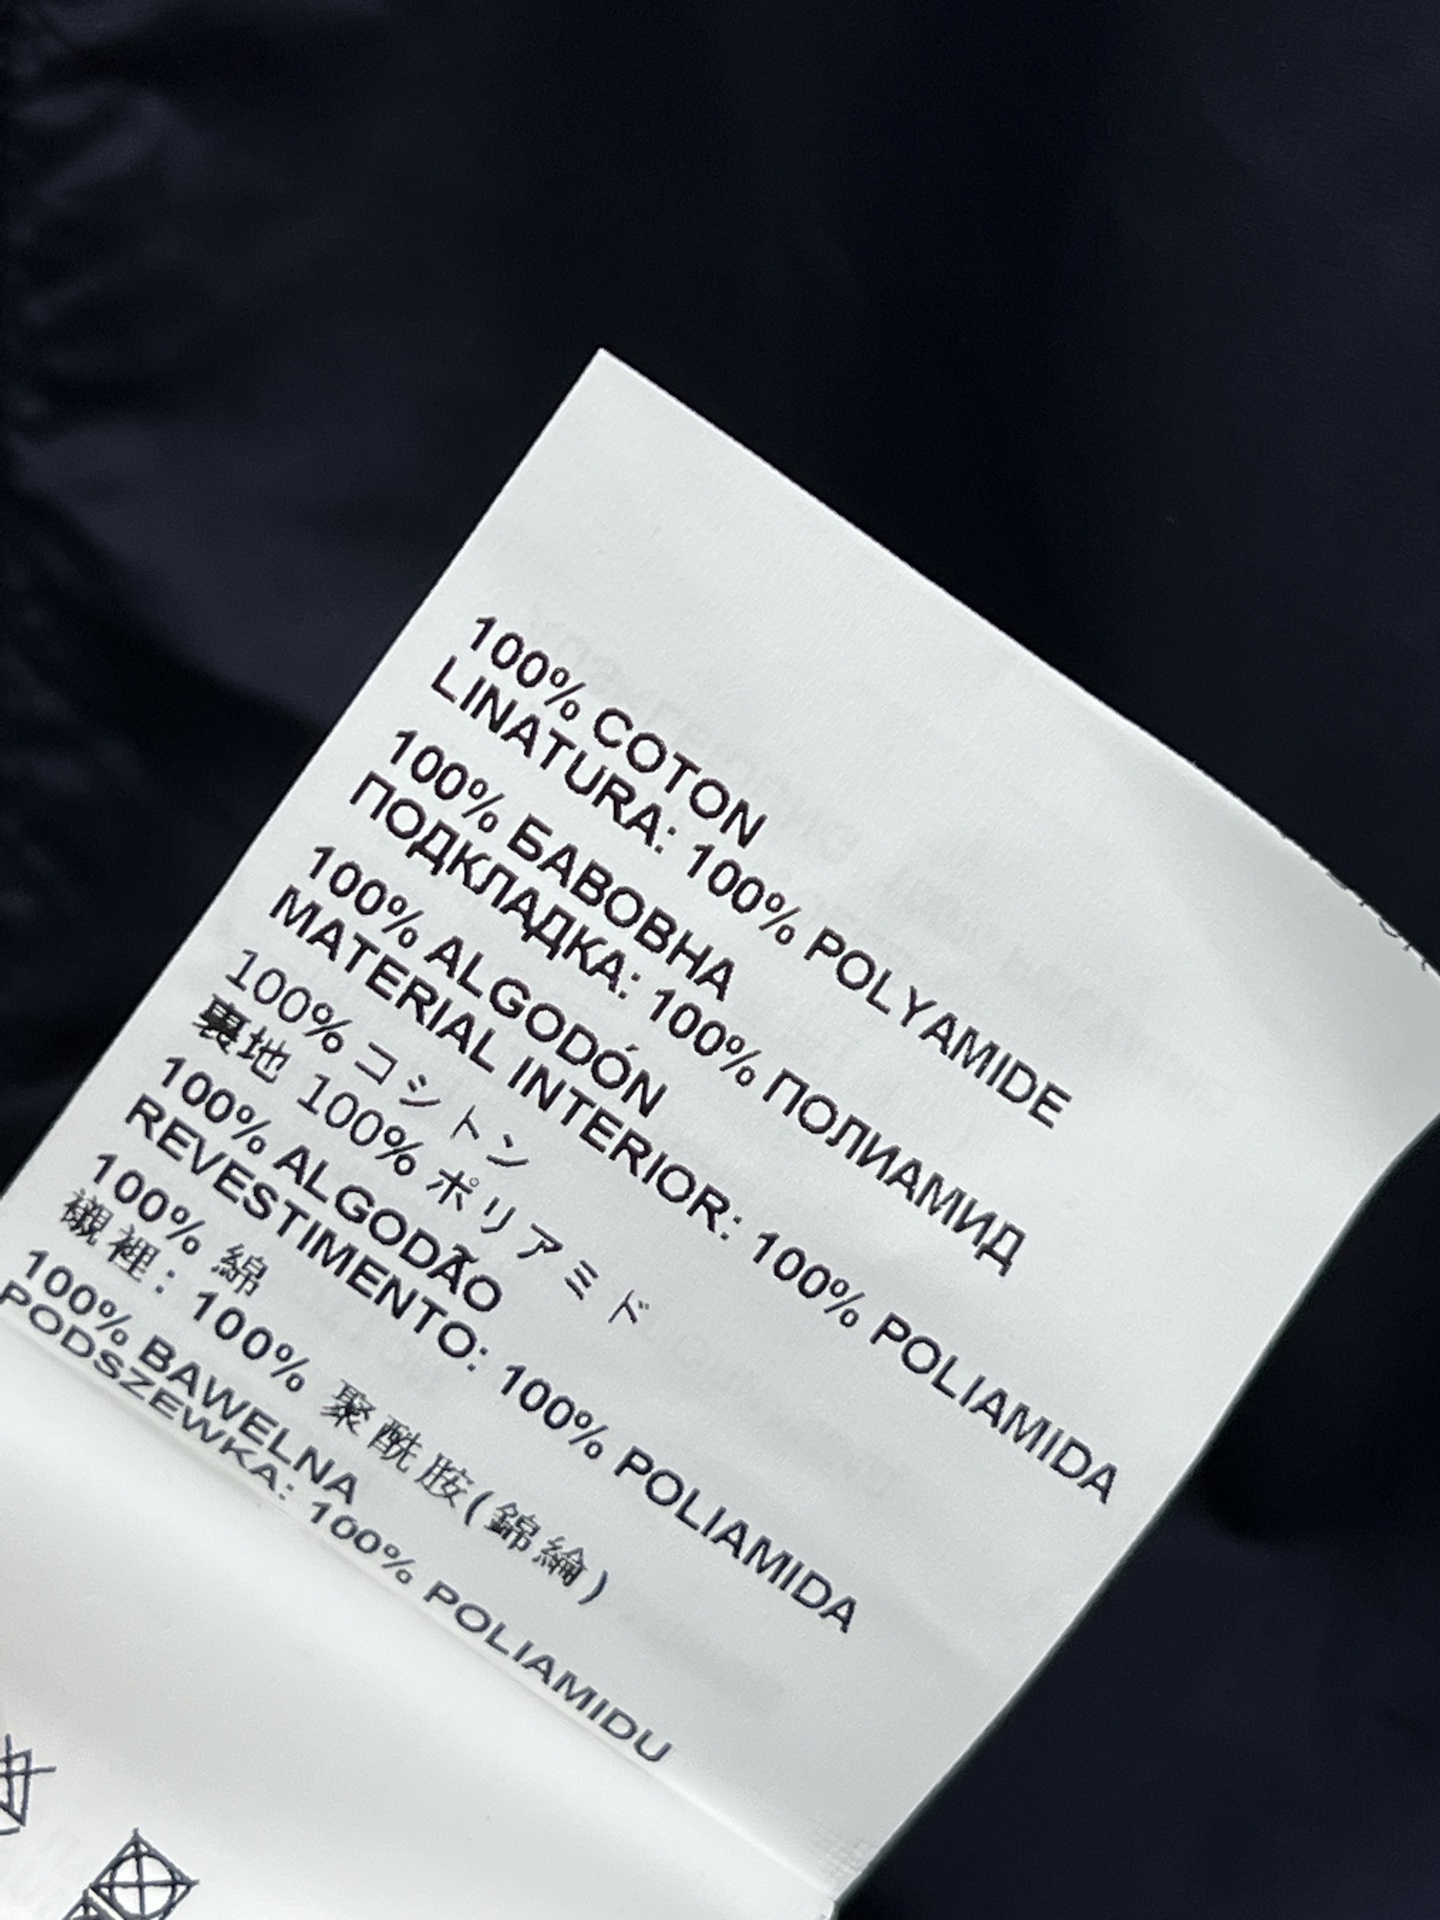 100% COTON
LINATURA: 100% POLYAMIDE
100% БАВОВНА
ПОДКЛАДКА: 100% ПОЛИАМИД
100% ALGODÓN
MATERIAL INTERIOR: 100% POLIAMIDA
100% コットン
裏地 100% ポリアミド
100% ALGODÃO
REVESTIMENTO: 100% POLIAMIDA
100% 綿
襯裡: 100% 聚酰胺(錦綸)
100% BAWELNA
PODSZEWKA: 100% POLIAMIDU